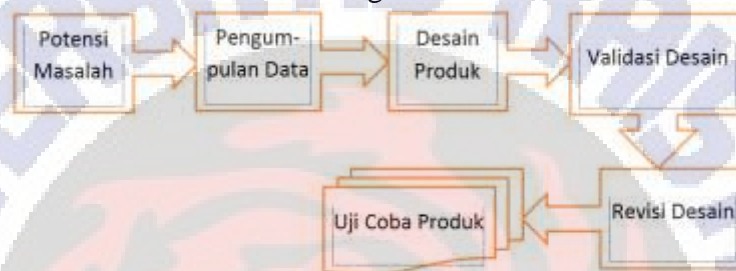 Potensi
Masalah
Pengum-
pulan Data
Desain
Produk
Validasi Desain
Revisi Desain
Uji Coba Produk